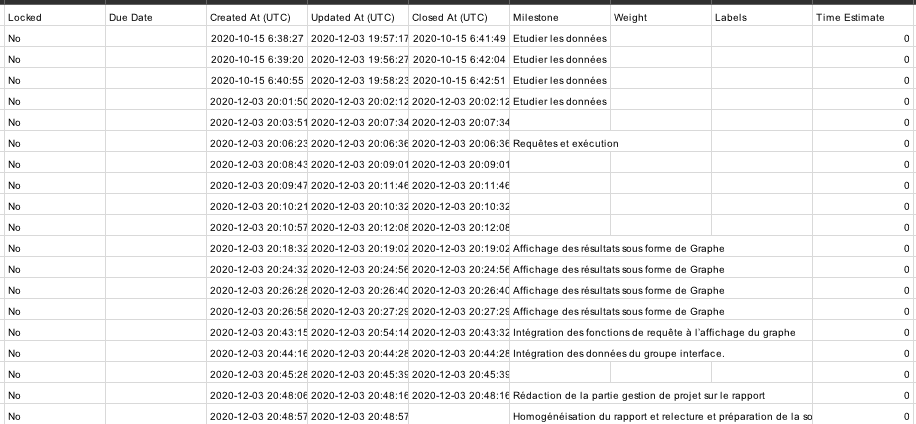 Locked Due Date Created At (UTC) Updated At (UTC) Closed At (UTC) Milestone Weight Labels Time Estimate
No 2020-10-15 6:38:27 2020-12-03 19:57:17 2020-10-15 6:41:49 Etudier les données 0
No 2020-10-15 6:39:20 2020-12-03 19:56:27 2020-10-15 6:42:04 Etudier les données 0
No 2020-10-15 6:40:55 2020-12-03 19:58:23 2020-10-15 6:42:51 Etudier les données 0
No 2020-12-03 20:01:50 2020-12-03 20:02:12 2020-12-03 20:02:12 Etudier les données 0
No 2020-12-03 20:03:51 2020-12-03 20:07:34 2020-12-03 20:07:34 0
No 2020-12-03 20:06:23 2020-12-03 20:06:36 2020-12-03 20:06:36 Requêtes et exécution 0
No 2020-12-03 20:08:43 2020-12-03 20:09:01 2020-12-03 20:09:01 0
No 2020-12-03 20:09:47 2020-12-03 20:11:46 2020-12-03 20:11:46 0
No 2020-12-03 20:10:21 2020-12-03 20:10:32 2020-12-03 20:10:32 0
No 2020-12-03 20:10:57 2020-12-03 20:12:08 2020-12-03 20:12:08 0
No 2020-12-03 20:18:32 2020-12-03 20:19:02 2020-12-03 20:19:02 Affichage des résultats sous forme de Graphe 0
No 2020-12-03 20:24:32 2020-12-03 20:24:56 2020-12-03 20:24:56 Affichage des résultats sous forme de Graphe 0
No 2020-12-03 20:26:28 2020-12-03 20:26:40 2020-12-03 20:26:40 Affichage des résultats sous forme de Graphe 0
No 2020-12-03 20:26:58 2020-12-03 20:27:29 2020-12-03 20:27:29 Affichage des résultats sous forme de Graphe 0
No 2020-12-03 20:43:15 2020-12-03 20:54:14 2020-12-03 20:43:32 Intégration des fonctions de requête à l'affichage du graphe 0
No 2020-12-03 20:44:16 2020-12-03 20:44:28 2020-12-03 20:44:28 Intégration des données du groupe interface. 0
No 2020-12-03 20:45:28 2020-12-03 20:45:39 2020-12-03 20:45:39 0
No 2020-12-03 20:48:06 2020-12-03 20:48:16 2020-12-03 20:48:16 Rédaction de la partie gestion de projet sur le rapport 0
No 2020-12-03 20:48:57 2020-12-03 20:48:57 Homogénéisation du rapport et relecture et préparation de la so 0